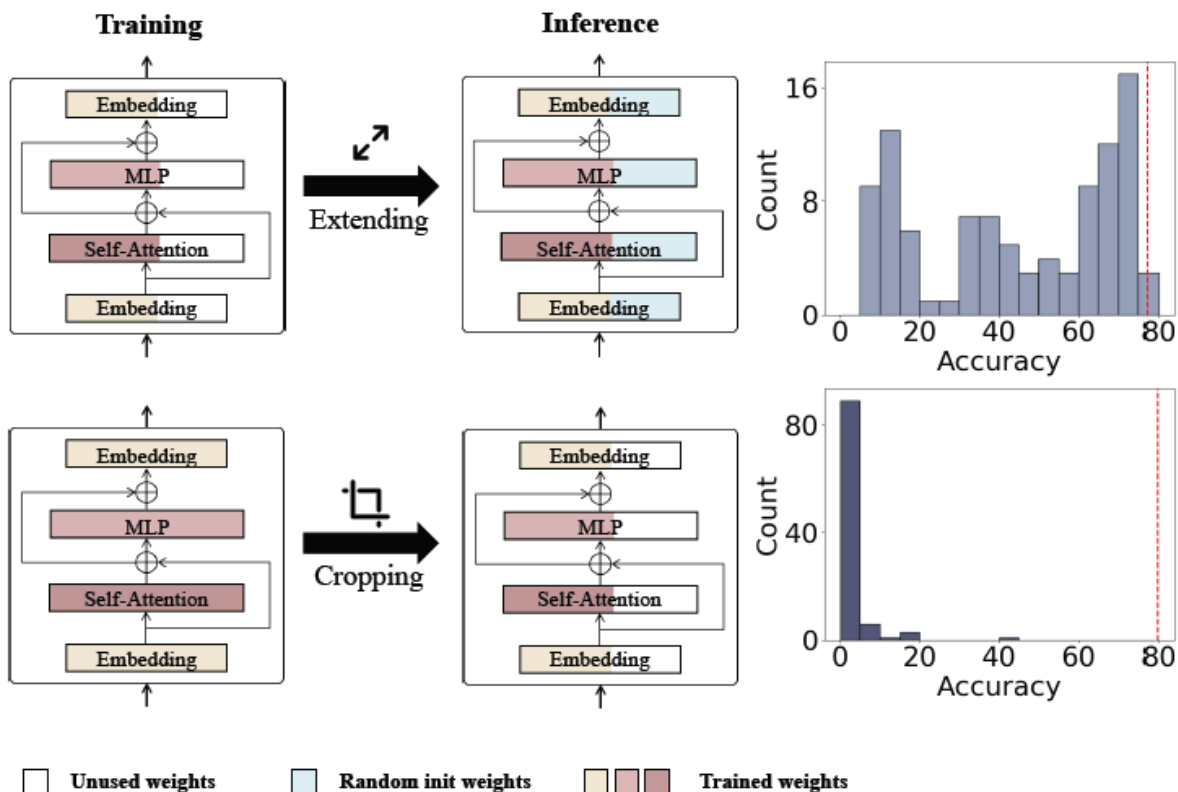 Training
Inference
Embedding
MLP
Self-Attention
Embedding
Extending
Embedding
MLP
Self-Attention
Embedding
16
8
0
Count
0 20 40 60 80
Accuracy
Embedding
MLP
Self-Attention
Embedding
Cropping
Embedding
MLP
Self-Attention
Embedding
80
40
0
Count
0 20 40 60 80
Accuracy
Unused weights Random init weights Trained weights